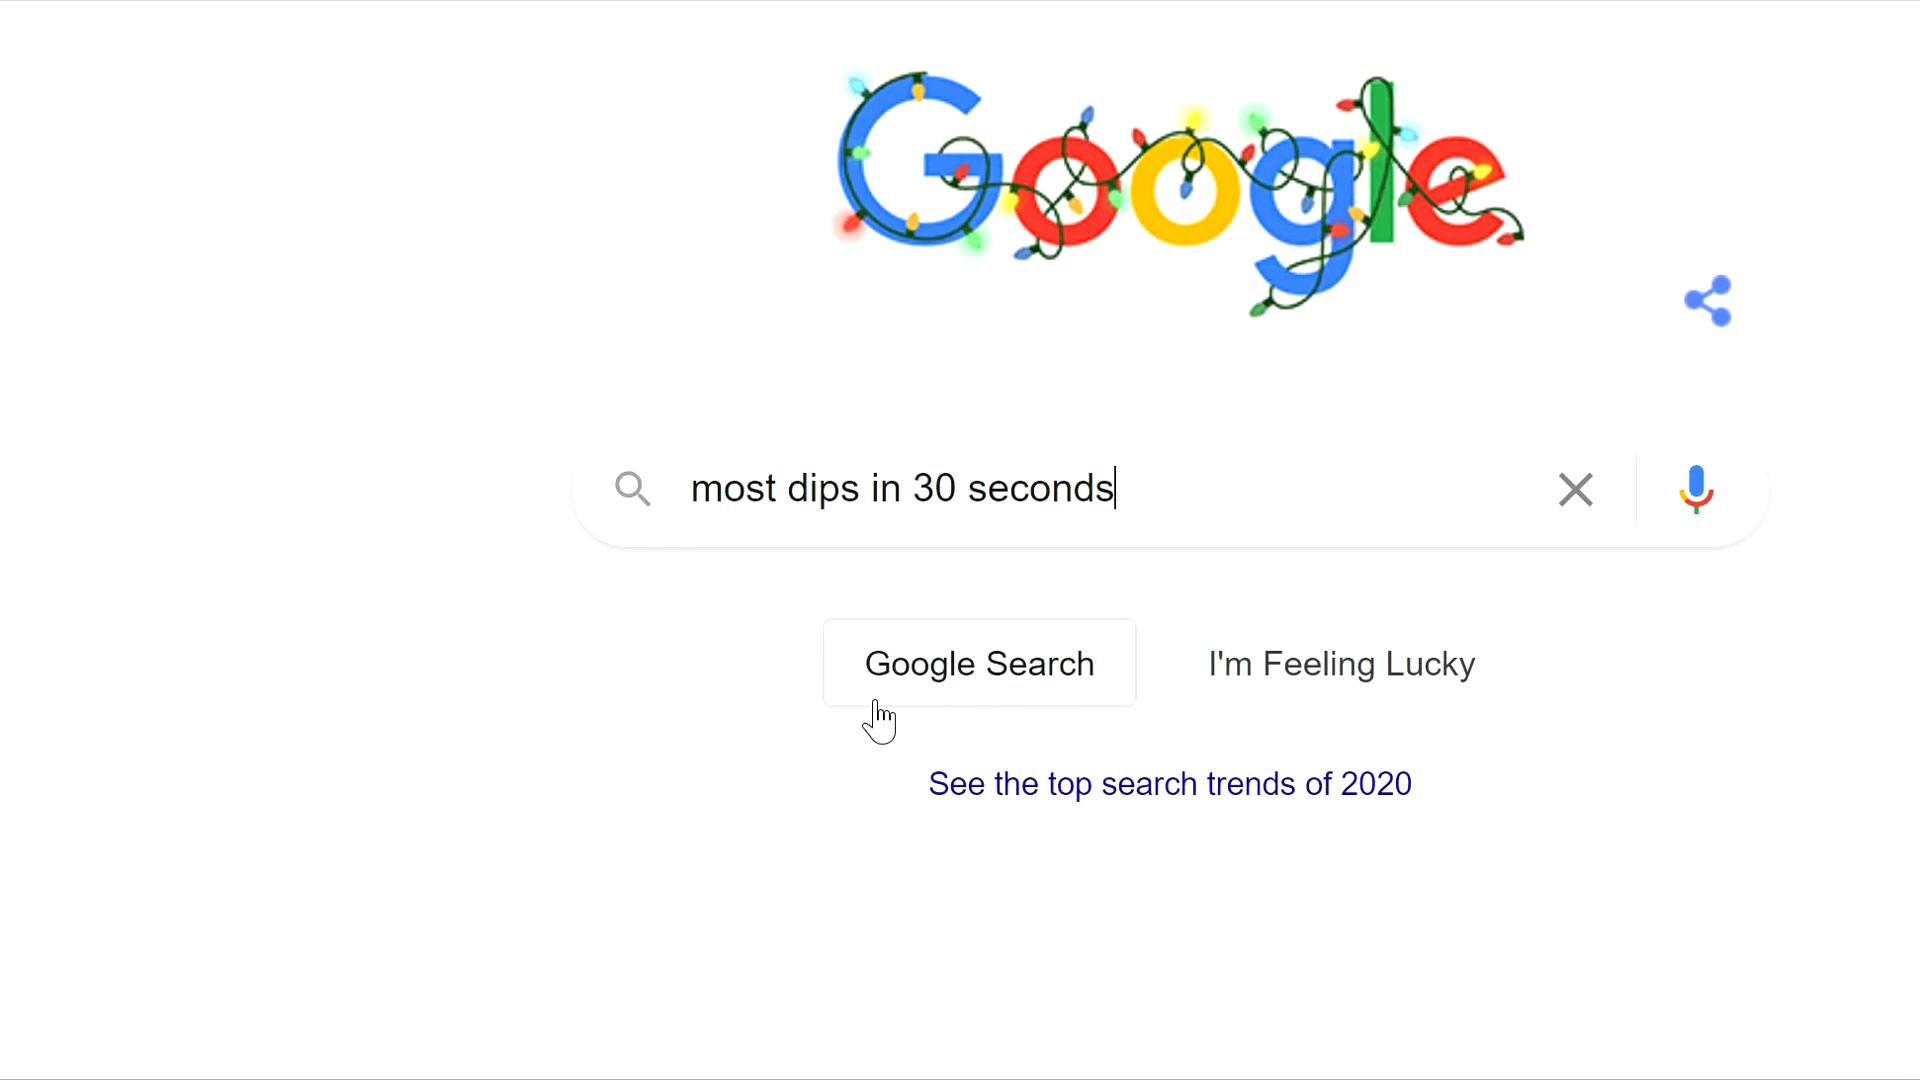 Google
most dips in 30 seconds
Google Search
I'm Feeling Lucky
See the top search trends of 2020